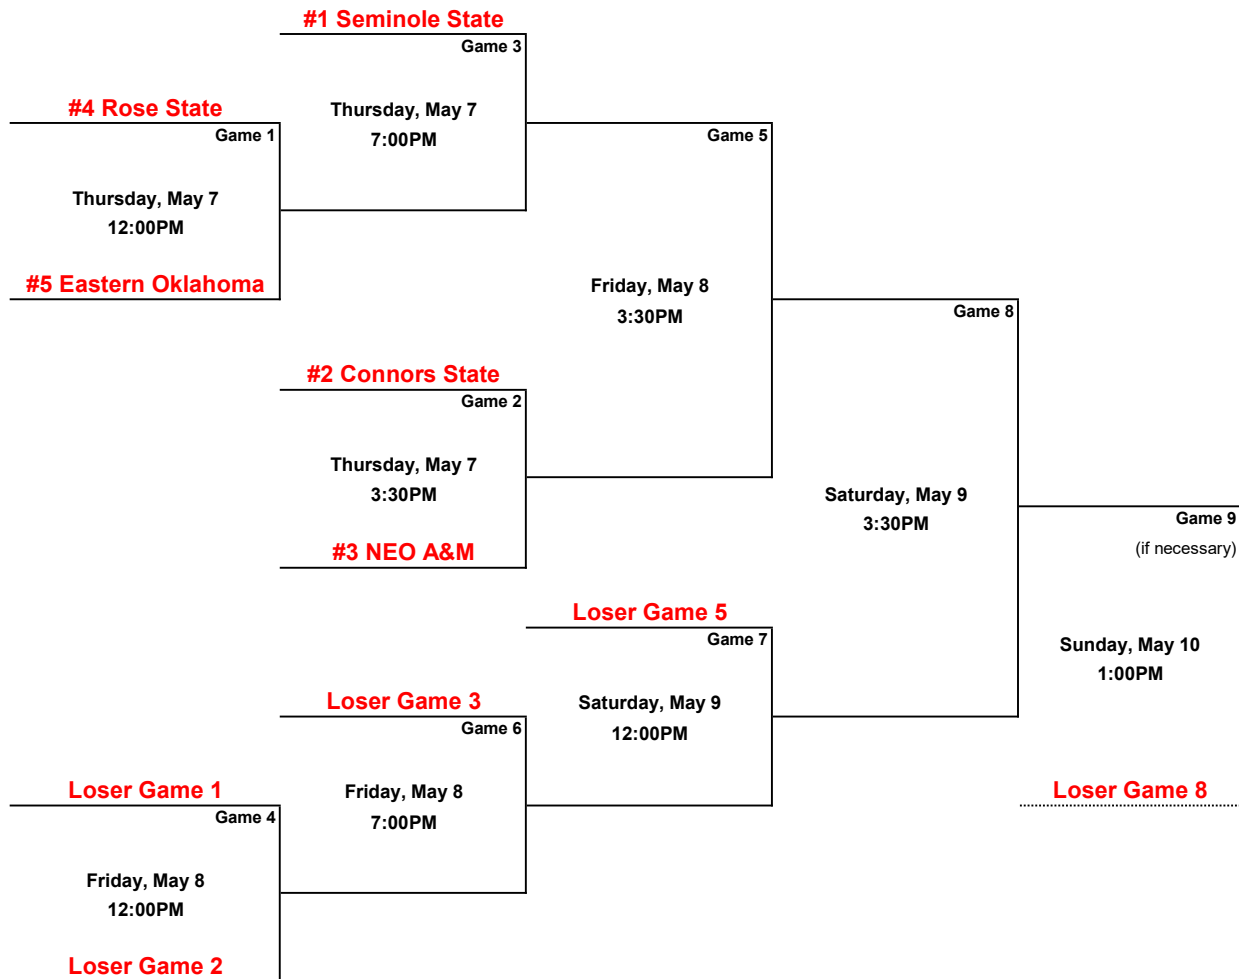 #1 Seminole State
Game 3
Thursday, May 7
7:00PM
#4 Rose State
Game 1
Thursday, May 7
12:00PM
#5 Eastern Oklahoma
Game 5
Friday, May 8
3:30PM
#2 Connors State
Game 2
Thursday, May 7
3:30PM
#3 NEO A&M
Game 8
Saturday, May 9
3:30PM
Game 9
(if necessary)
Sunday, May 10
1:00PM
Loser Game 8
Loser Game 5
Game 7
Saturday, May 9
12:00PM
Loser Game 3
Game 6
Friday, May 8
7:00PM
Loser Game 1
Game 4
Friday, May 8
12:00PM
Loser Game 2